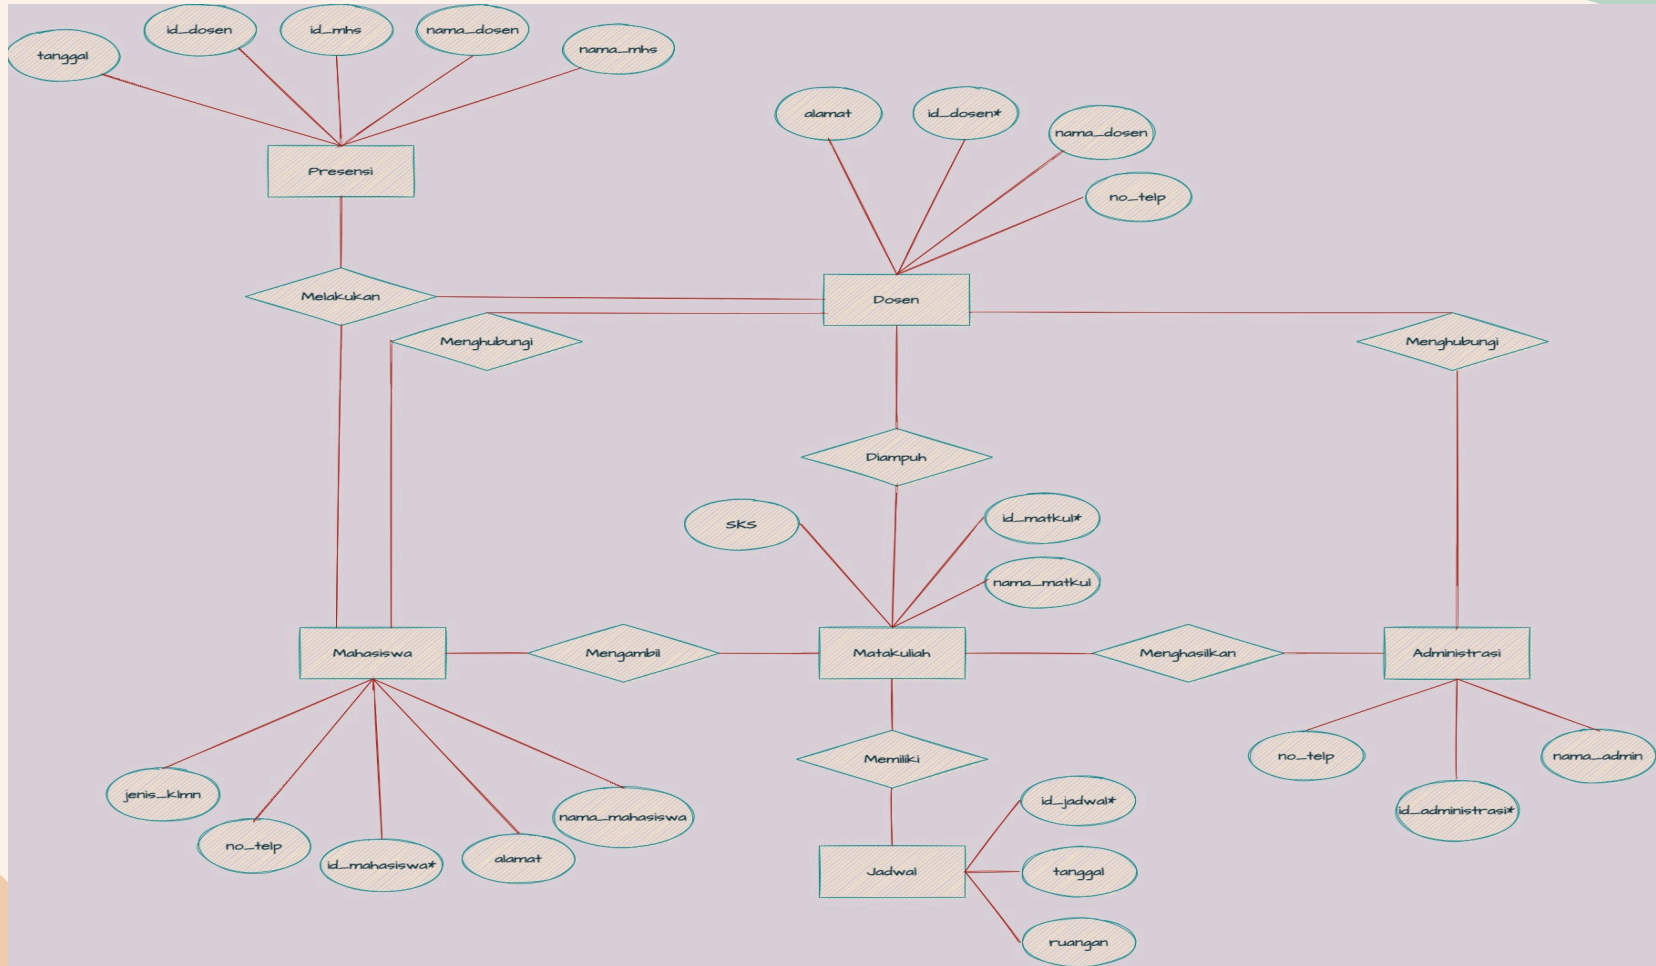 tanggal
id_dosen
id_mhs
nama_dosen
nama_mhs
Presensi
alamat
id_dosen*
nama_dosen
no_telp
Melakukan
Dosen
Menghubungi
Menghubungi
Diampuh
SKS
id_matkul*
nama_matkul
Mahasiswa
Mengambil
Matakuliah
Menghasilkan
Administrasi
jenis_klmn
no_telp
id_mahasiswa*
alamat
nama_mahasiswa
Memiliki
no_telp
id_administrasi*
nama_admin
Jadwal
id_jadwal*
tanggal
ruangan